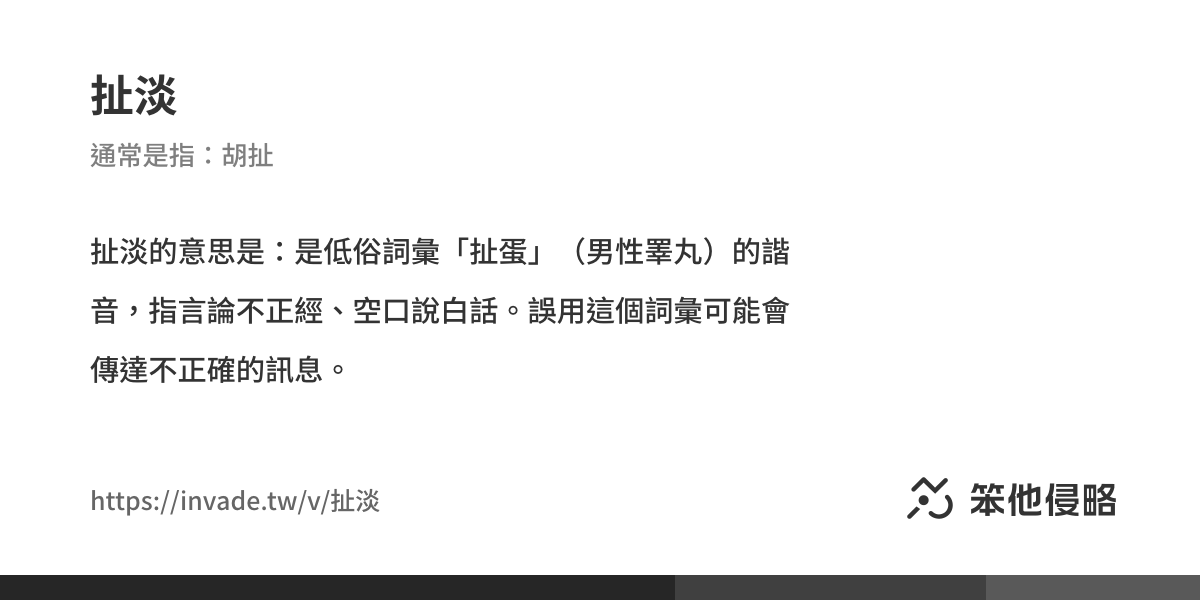 扯淡
通常是指：胡扯
扯淡的意思是：是低俗詞彙「扯蛋」（男性睪丸）的諧
音，指言論不正經、空口說白話。誤用這個詞彙可能會
傳達不正確的訊息。
https://invade.tw/v/扯淡
笨他侵略